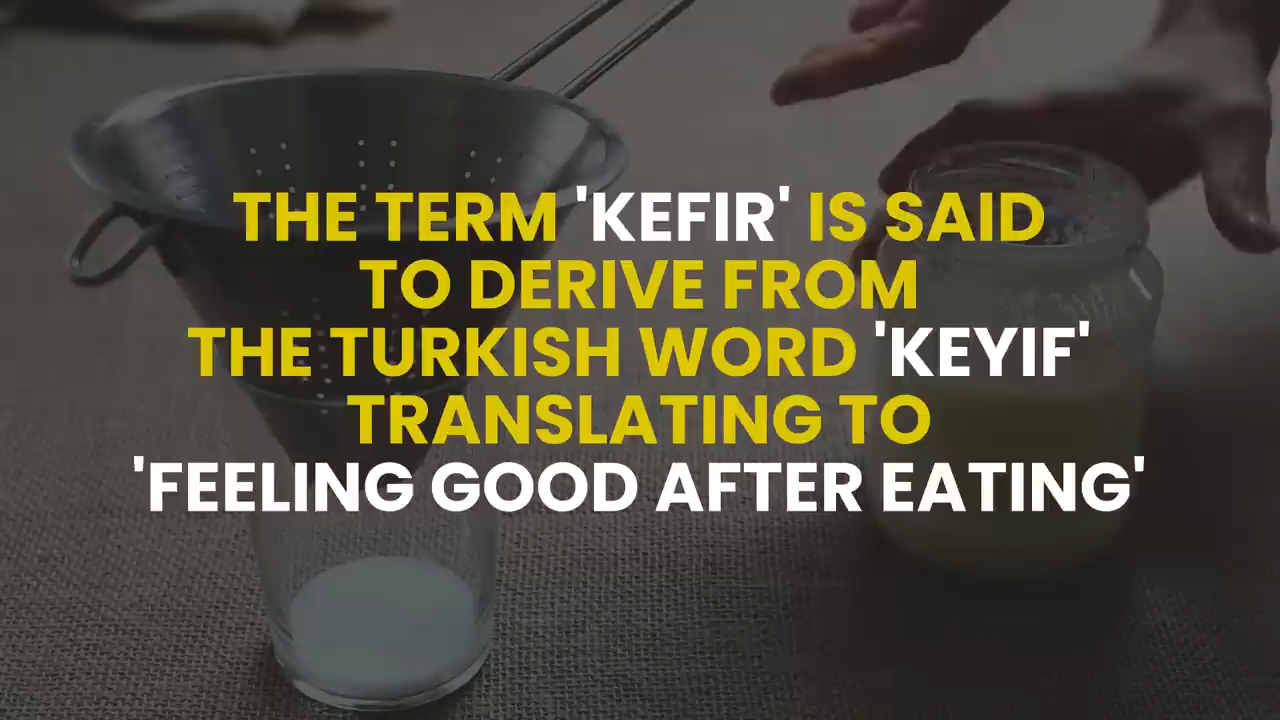 THE TERM 'KEFIR' IS SAID
TO DERIVE FROM
THE TURKISH WORD 'KEYIF'
TRANSLATING TO
'FEELING GOOD AFTER EATING'